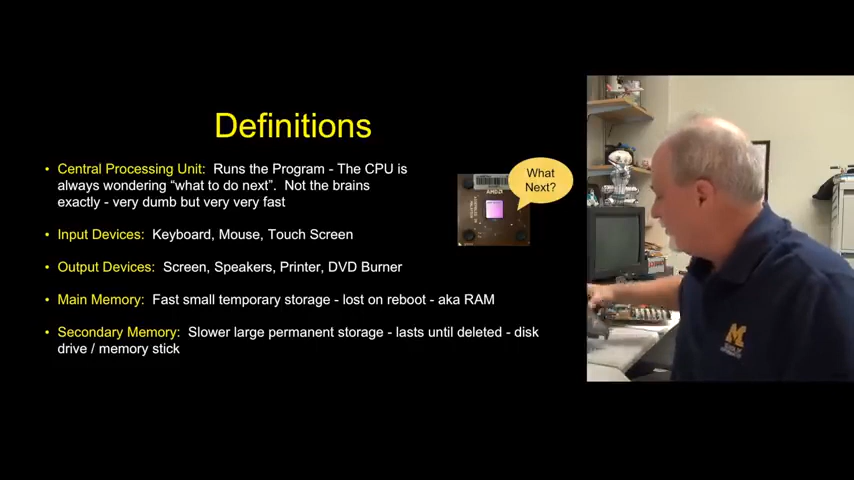 Definitions
• Central Processing Unit: Runs the Program - The CPU is
always wondering “what to do next”. Not the brains
exactly - very dumb but very very fast
What
Next?
AMD
• Input Devices: Keyboard, Mouse, Touch Screen
• Output Devices: Screen, Speakers, Printer, DVD Burner
• Main Memory: Fast small temporary storage - lost on reboot - aka RAM
• Secondary Memory: Slower large permanent storage - lasts until deleted - disk
drive / memory stick
M